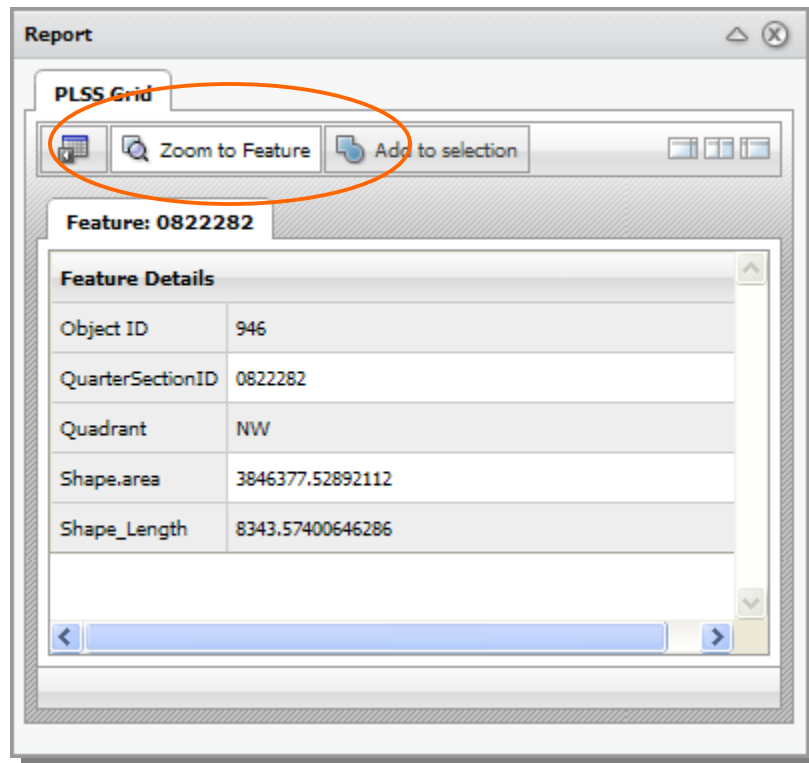 Report
PLSS Grid
Zoom to Feature Add to selection
Feature: 0822282
Feature Details
Object ID 946
QuarterSectionID 0822282
Quadrant NW
Shape.area 3846377.52892112
Shape_Length 8343.57400646286